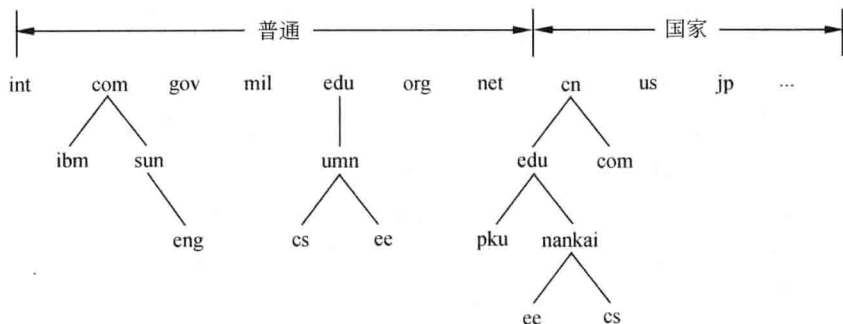 普通 国家
int com gov mil edu org net cn us jp ...
ibm sun umn edu com
eng cs ee pku nankai
ee cs